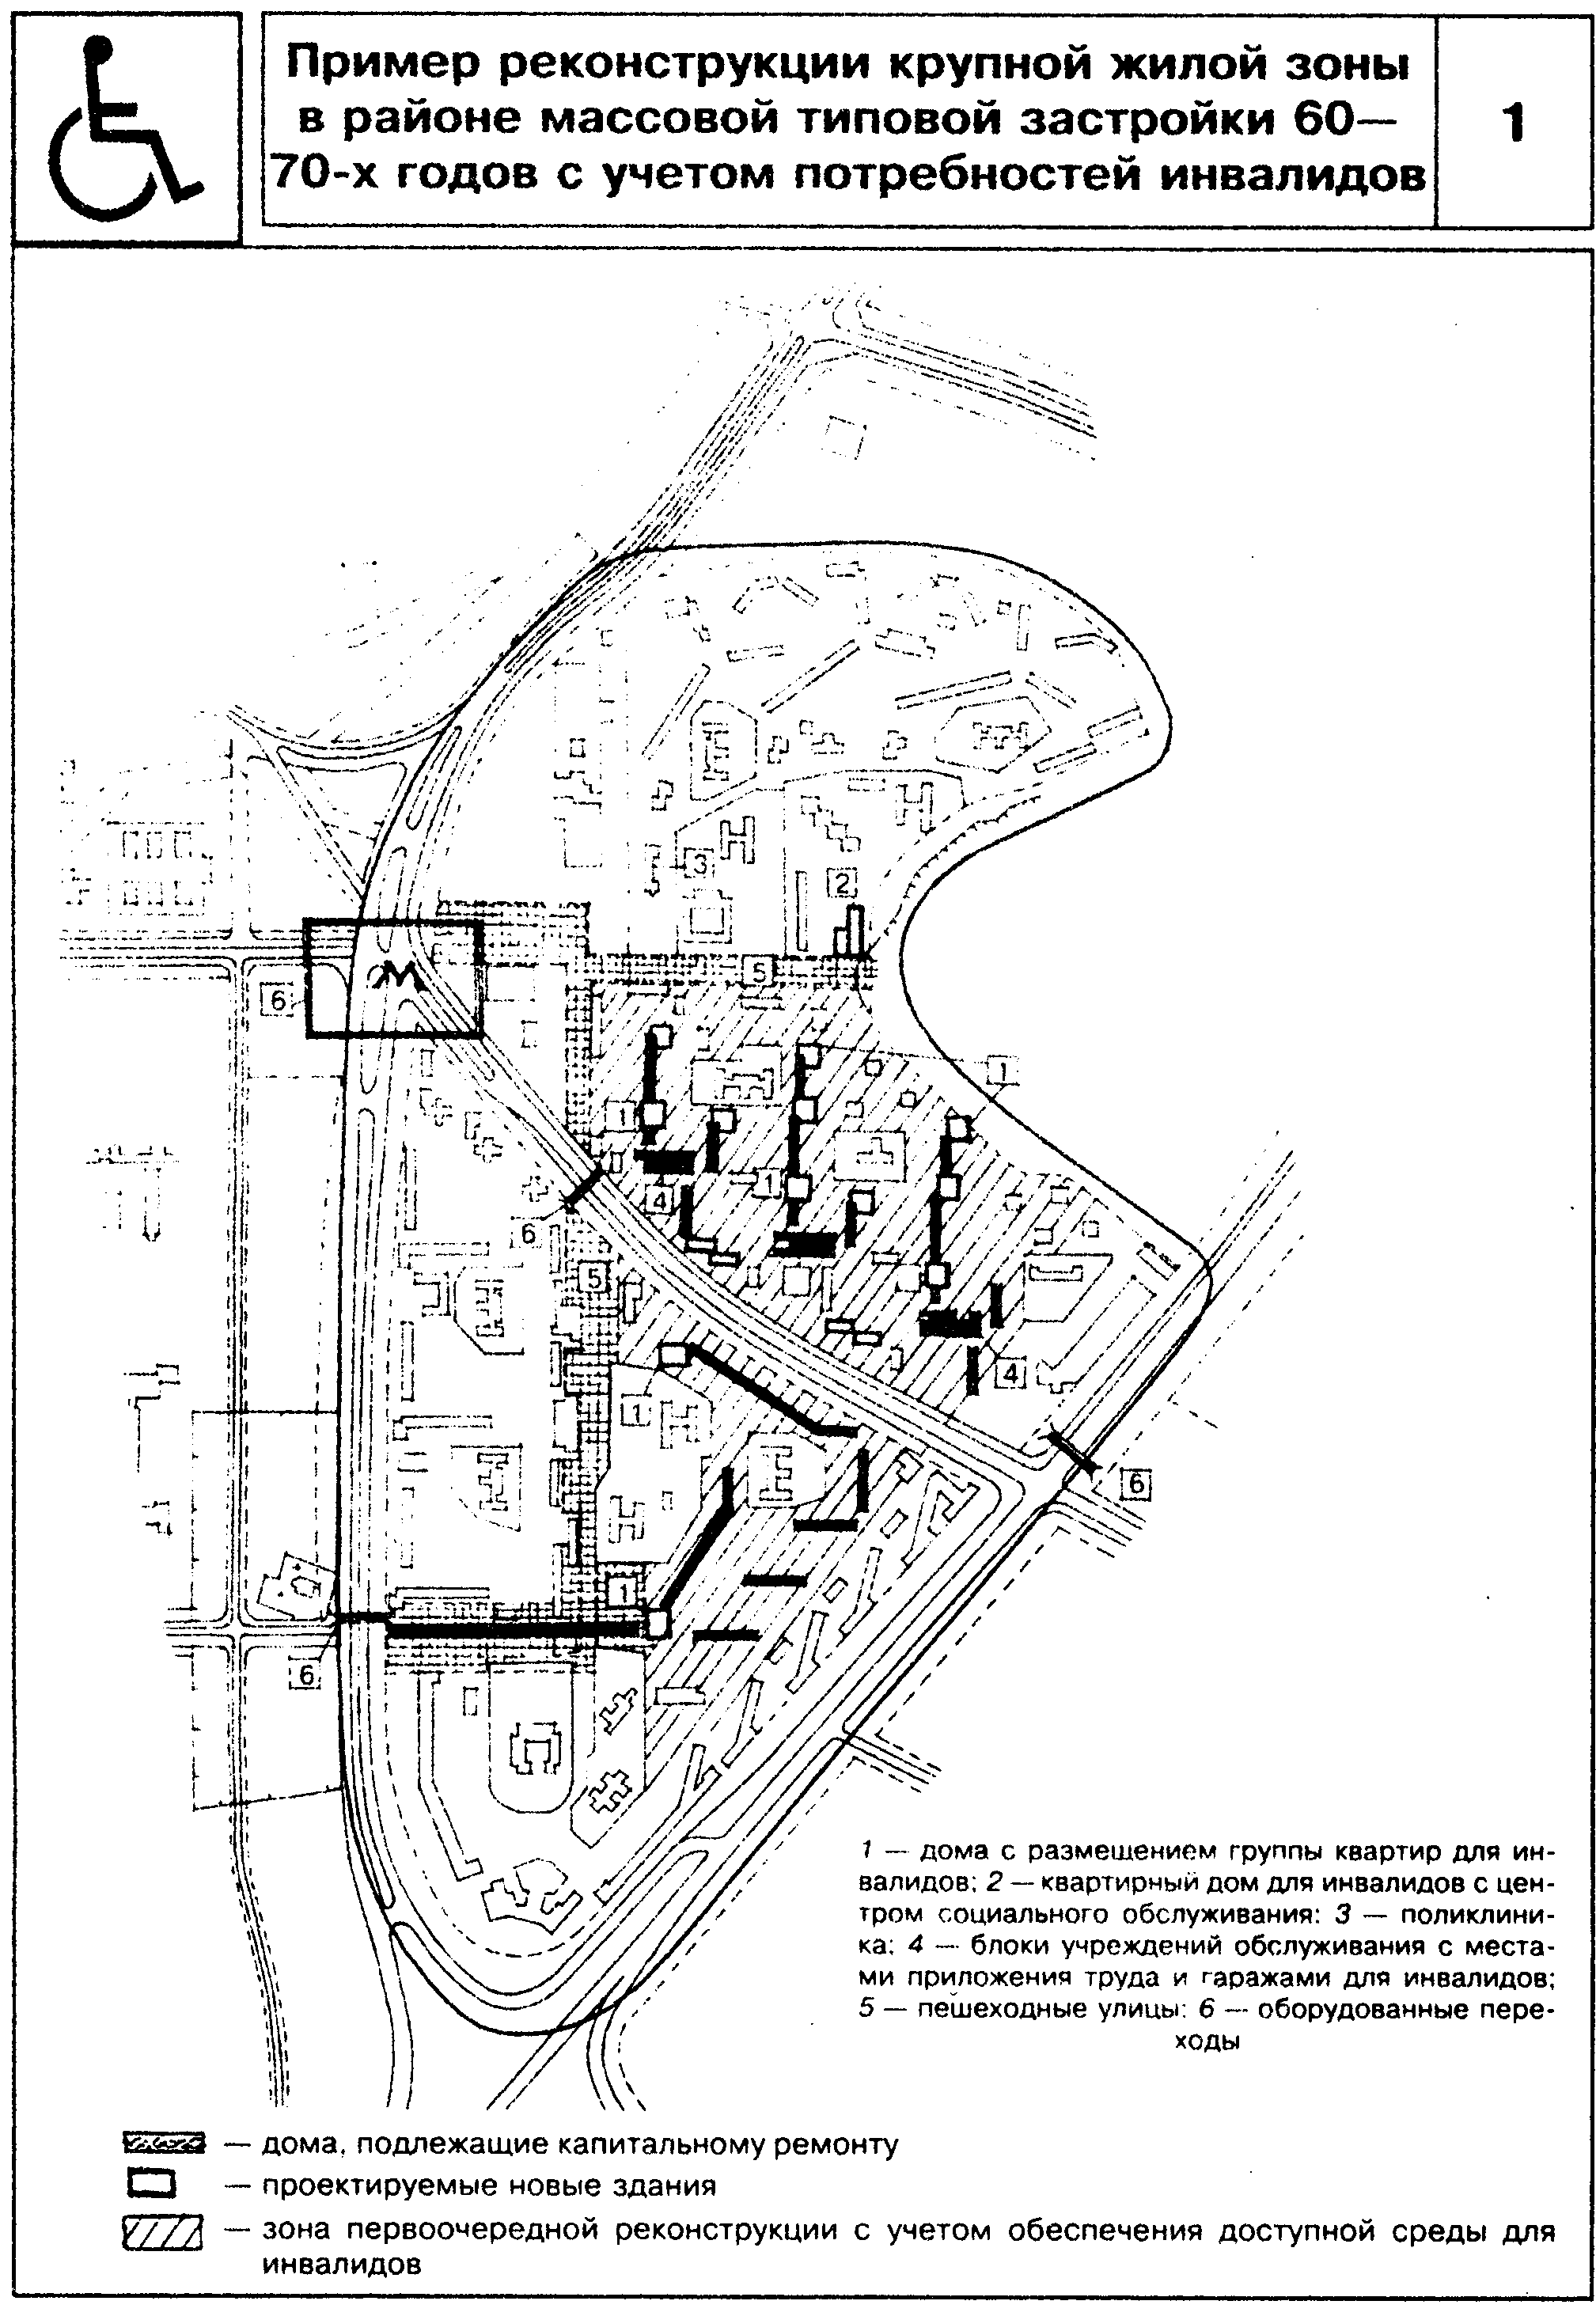 Пример реконструкции крупной жилой зоны
в районе массовой типовой застройки 60—
70-х годов с учетом потребностей инвалидов
1
3
2
5
6
М
1
1
4
1
6
5
4
1
6
1
6
1 — дома с размещением группы квартир для ин-
валидов; 2 — квартирный дом для инвалидов с цен-
тром социального обслуживания; 3 — поликлини-
ка; 4 — блоки учреждений обслуживания с места-
ми приложения труда и гаражами для инвалидов;
5 — пешеходные улицы; 6 — оборудованные пере-
ходы
— дома, подлежащие капитальному ремонту
— проектируемые новые здания
— зона первоочередной реконструкции с учетом обеспечения доступной среды для
инвалидов